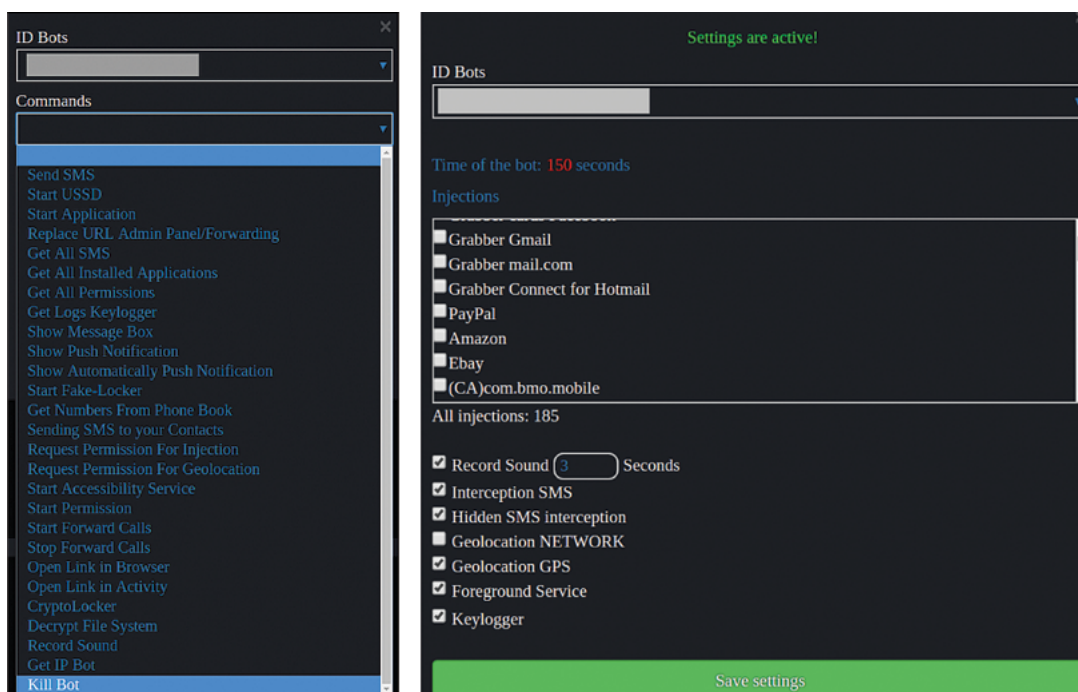 ID Bots
Commands
Send SMS
Start USSD
Start Application
Replace URL Admin Panel/Forwarding
Get All SMS
Get All Installed Applications
Get All Permissions
Get Logs Keylogger
Show Message Box
Show Push Notification
Show Automatically Push Notification
Start Fake-Locker
Get Numbers From Phone Book
Sending SMS to your Contacts
Request Permission For Injection
Request Permission For Geolocation
Start Accessibility Service
Start Permission
Start Forward Calls
Stop Forward Calls
Open Link in Browser
Open Link in Activity
CryptoLocker
Decrypt File System
Record Sound
Get IP Bot
Kill Bot
Settings are active!
ID Bots
Time of the bot: 150 seconds
Injections
Grabber Gmail
Grabber mail.com
Grabber Connect for Hotmail
PayPal
Amazon
Ebay
(CA)com.bmo.mobile
All injections: 185
Record Sound 3 Seconds
Interception SMS
Hidden SMS interception
Geolocation NETWORK
Geolocation GPS
Foreground Service
Keylogger
Save settings